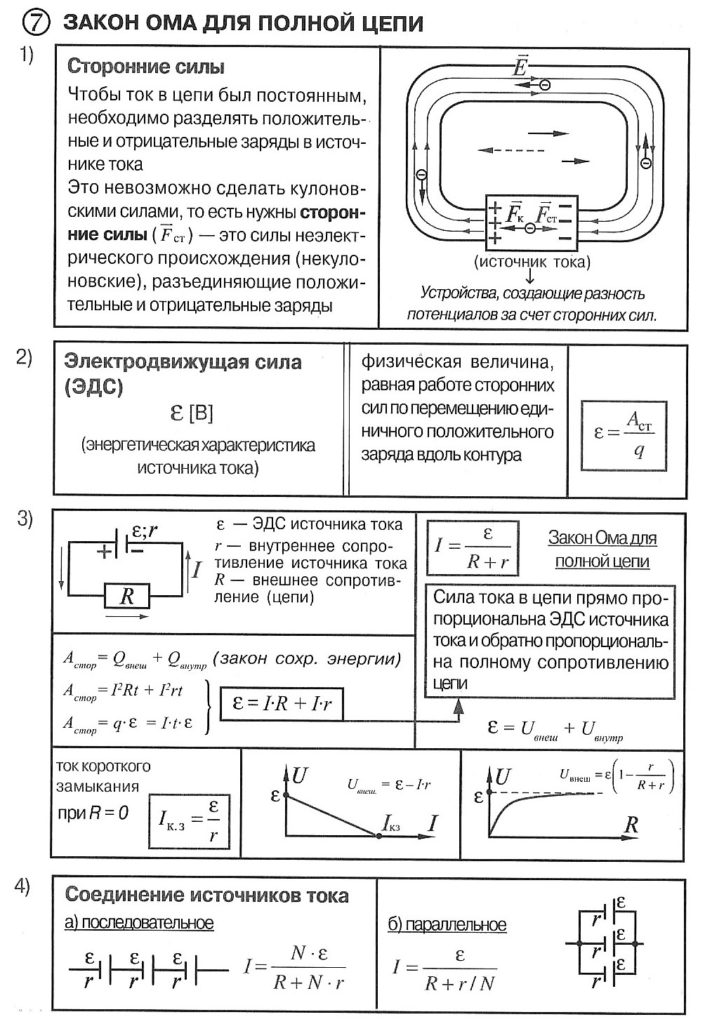 7 ЗАКОН ОМА ДЛЯ ПОЛНОЙ ЦЕПИ
1)
Сторонние силы
Чтобы ток в цепи был постоянным,
необходимо разделять положитель-
ные и отрицательные заряды в источ-
нике тока
Это невозможно сделать кулонов-
скими силами, то есть нужны сторон-
ние силы (F⃗ст) — это силы неэлект-
рического происхождения (некуло-
новские), разъединяющие положи-
тельные и отрицательные заряды
E⃗
+ F⃗к F⃗ст −
+ −
+ −
(источник тока)
Устройства, создающие разность
потенциалов за счет сторонних сил.
2)
Электродвижущая сила
(ЭДС)
ε [В]
(энергетическая характеристика
источника тока)
физическая величина,
равная работе сторонних
сил по перемещению еди-
ничного положительного
заряда вдоль контура
ε = Aст / q
3)
ε;r
+ −
I
R
ε — ЭДС источника тока
r — внутреннее сопро-
тивление источника тока
R — внешнее сопротив-
ление (цепи)
I = ε / (R + r)
Закон Ома для
полной цепи
Сила тока в цепи прямо про-
порциональна ЭДС источника
тока и обратно пропорциональ-
на полному сопротивлению
цепи
Aстор = Qвнеш + Qвнутр (закон сохр. энергии)
Aстор = I²Rt + I²rt
Aстор = q·ε = I·t·ε
ε = I·R + I·r
ε = Uвнеш + Uвнутр
ток короткого
замыкания
при R = 0
Iк.з = ε / r
U
ε
Uвнеш. = ε – I·r
Iкз
I
U
ε
Uвнеш = ε(1 – r / (R + r))
R
4)
Соединение источников тока
а) последовательное
ε ε ε
r r r
I = N·ε / (R + N·r)
б) параллельное
I = ε / (R + r / N)
r ε
r ε
r ε